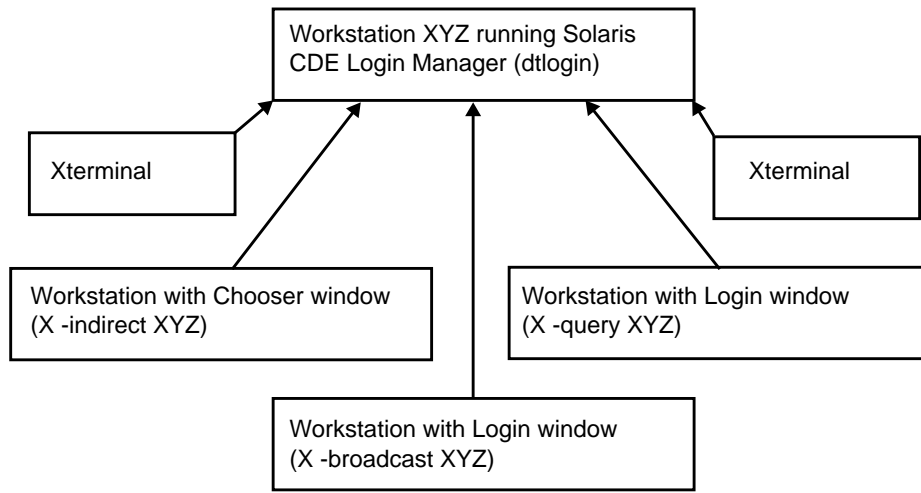 Workstation XYZ running Solaris
CDE Login Manager (dtlogin)
Xterminal
Xterminal
Workstation with Chooser window
(X -indirect XYZ)
Workstation with Login window
(X -query XYZ)
Workstation with Login window
(X -broadcast XYZ)